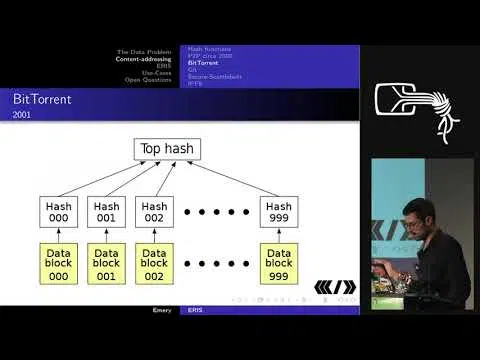 The Data Problem
Content-addressing
ERIS
Use-Cases
Open Questions
Hash functions
P2P circa 2000
BitTorrent
Git
Secure-Scuttlebutt
IPFS
BitTorrent
2001
Top hash
Hash 000
Hash 001
Hash 002
Hash 999
Data block 000
Data block 001
Data block 002
Data block 999
Emery
ERIS